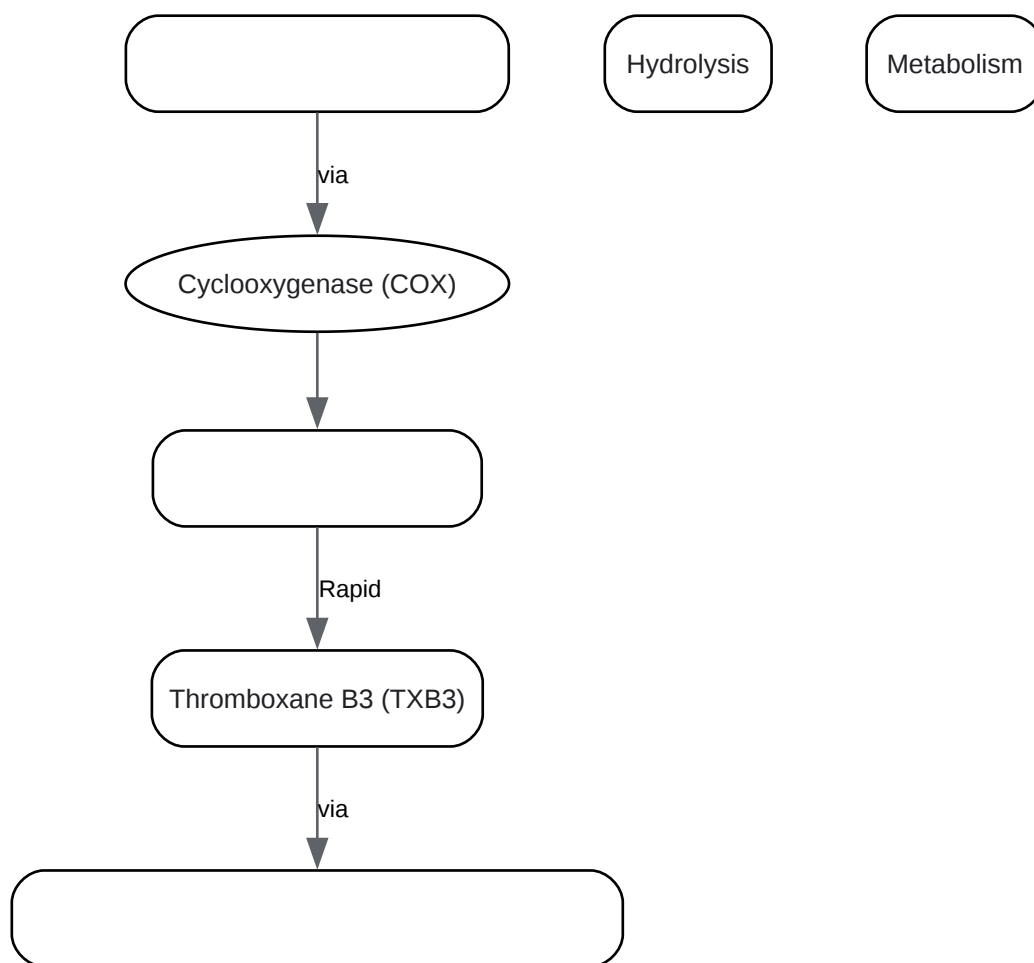 Hydrolysis
Metabolism
via
Cyclooxygenase (COX)
Rapid
Thromboxane B3 (TXB3)
via